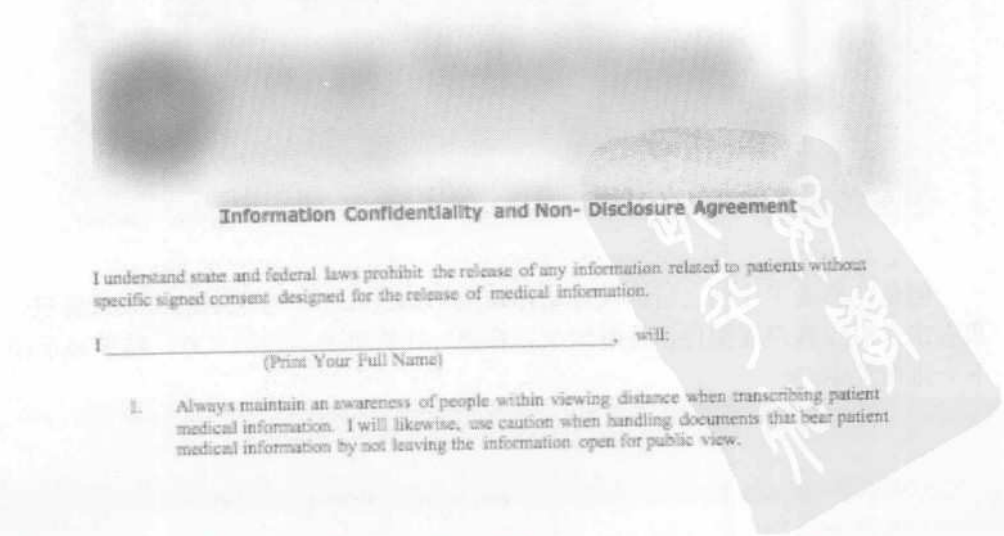 Information Confidentiality and Non- Disclosure Agreement
I understand state and federal laws prohibit the release of any information related to patients without
specific signed consent designed for the release of medical information.
I ____________________, will:
(Print Your Full Name)
1. Always maintain an awareness of people within viewing distance when transcribing patient
medical information. I will likewise, use caution when handling documents that bear patient
medical information by not leaving the information open for public view.